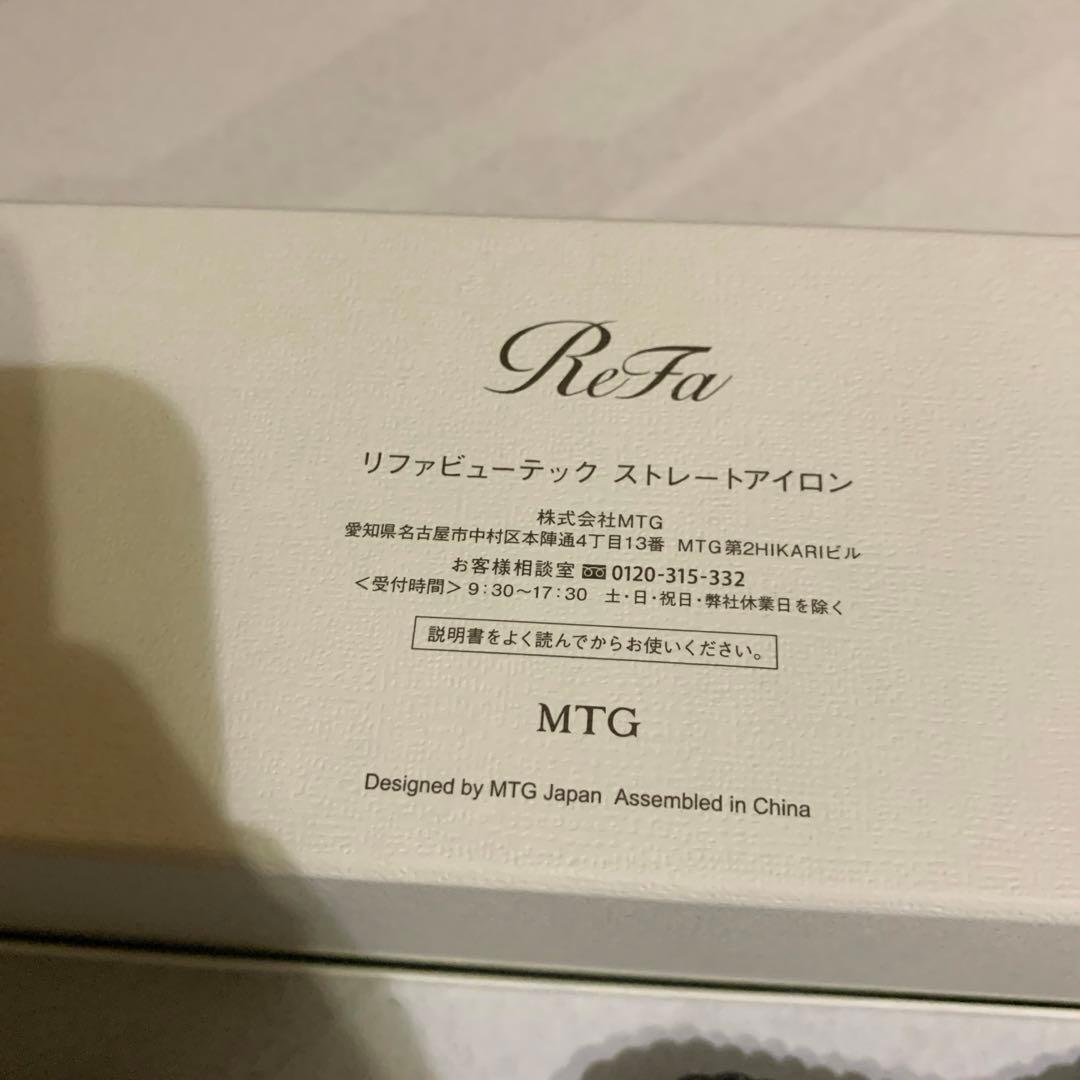 ReFa
リファビューテック ストレートアイロン
株式会社MTG
愛知県名古屋市中村区本陣通4丁目13番 MTG第2HIKARIビル
お客様相談室 0120-315-332
＜受付時間＞9:30～17:30 土・日・祝日・弊社休業日を除く
説明書をよく読んでからお使いください。
MTG
Designed by MTG Japan Assembled in China